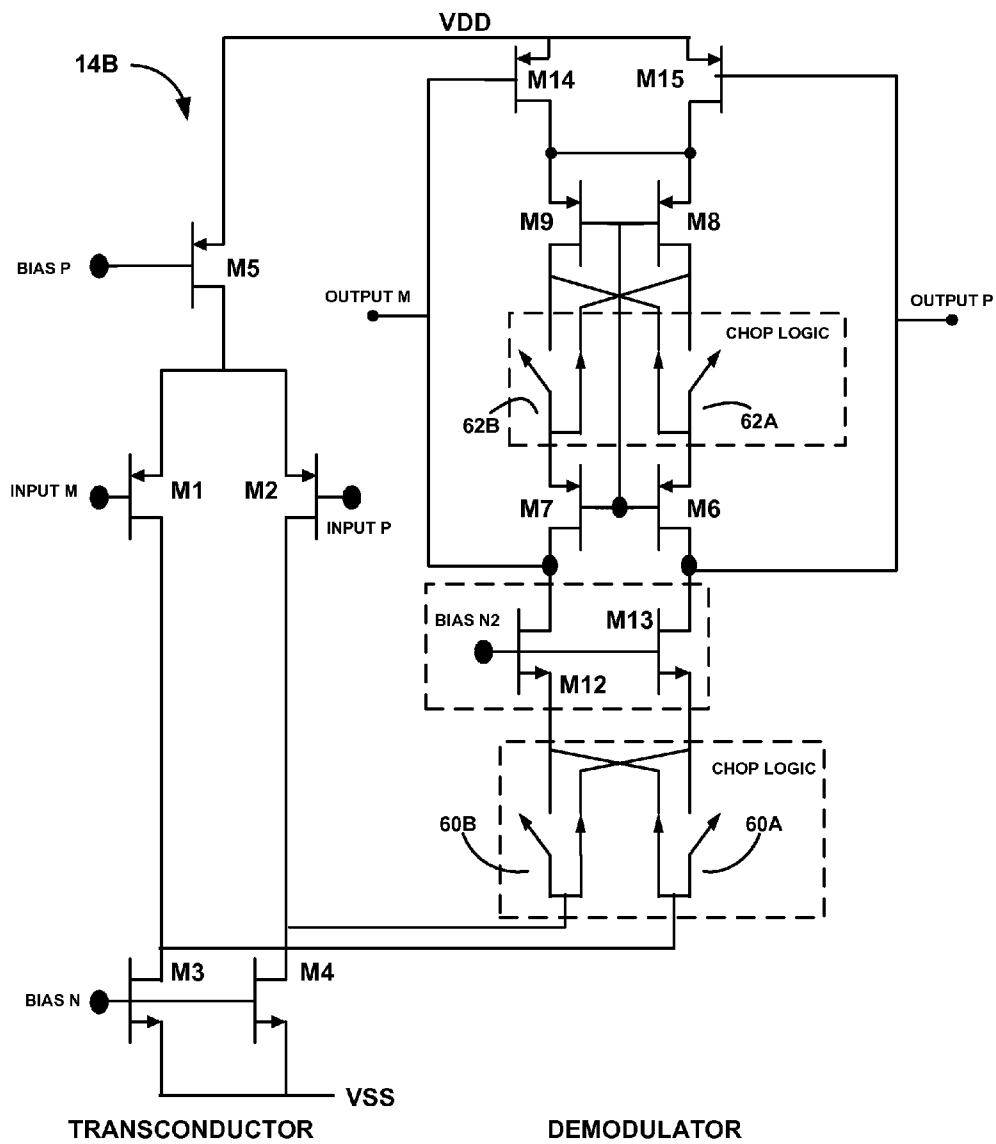 VDD
14B
M14
M15
M9
M8
BIAS P
M5
OUTPUT M
OUTPUT P
CHOP LOGIC
62B
62A
INPUT M
M1
M2
INPUT P
M7
M6
BIAS N2
M13
M12
CHOP LOGIC
60B
60A
M3
M4
BIAS N
VSS
TRANSCONDUCTOR
DEMODULATOR